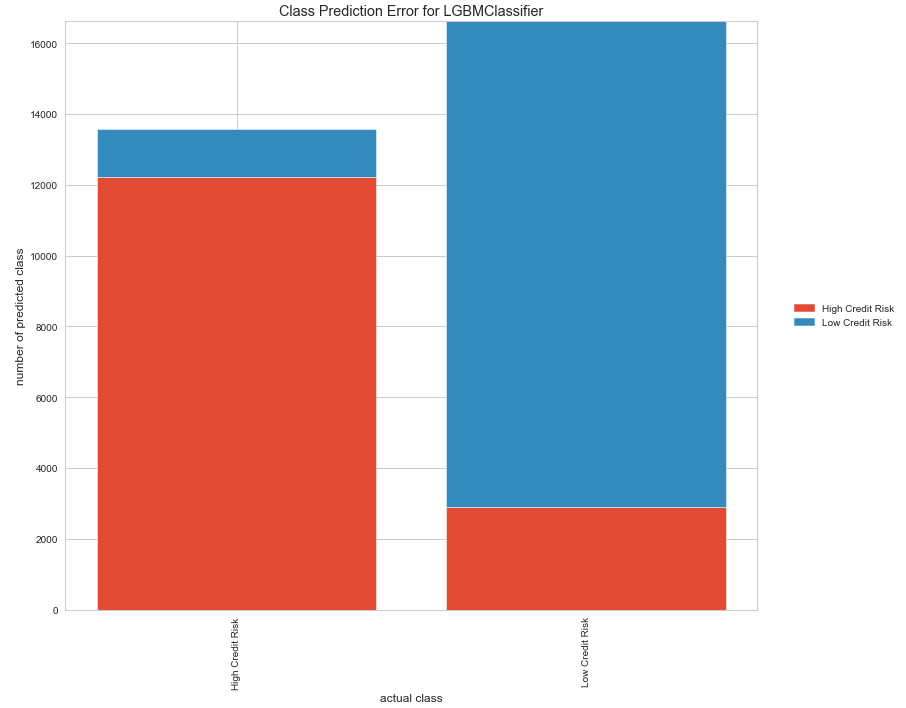 Class Prediction Error for LGBMClassifier
number of predicted class
16000
14000
12000
10000
8000
6000
4000
2000
0
High Credit Risk
Low Credit Risk
actual class
High Credit Risk
Low Credit Risk